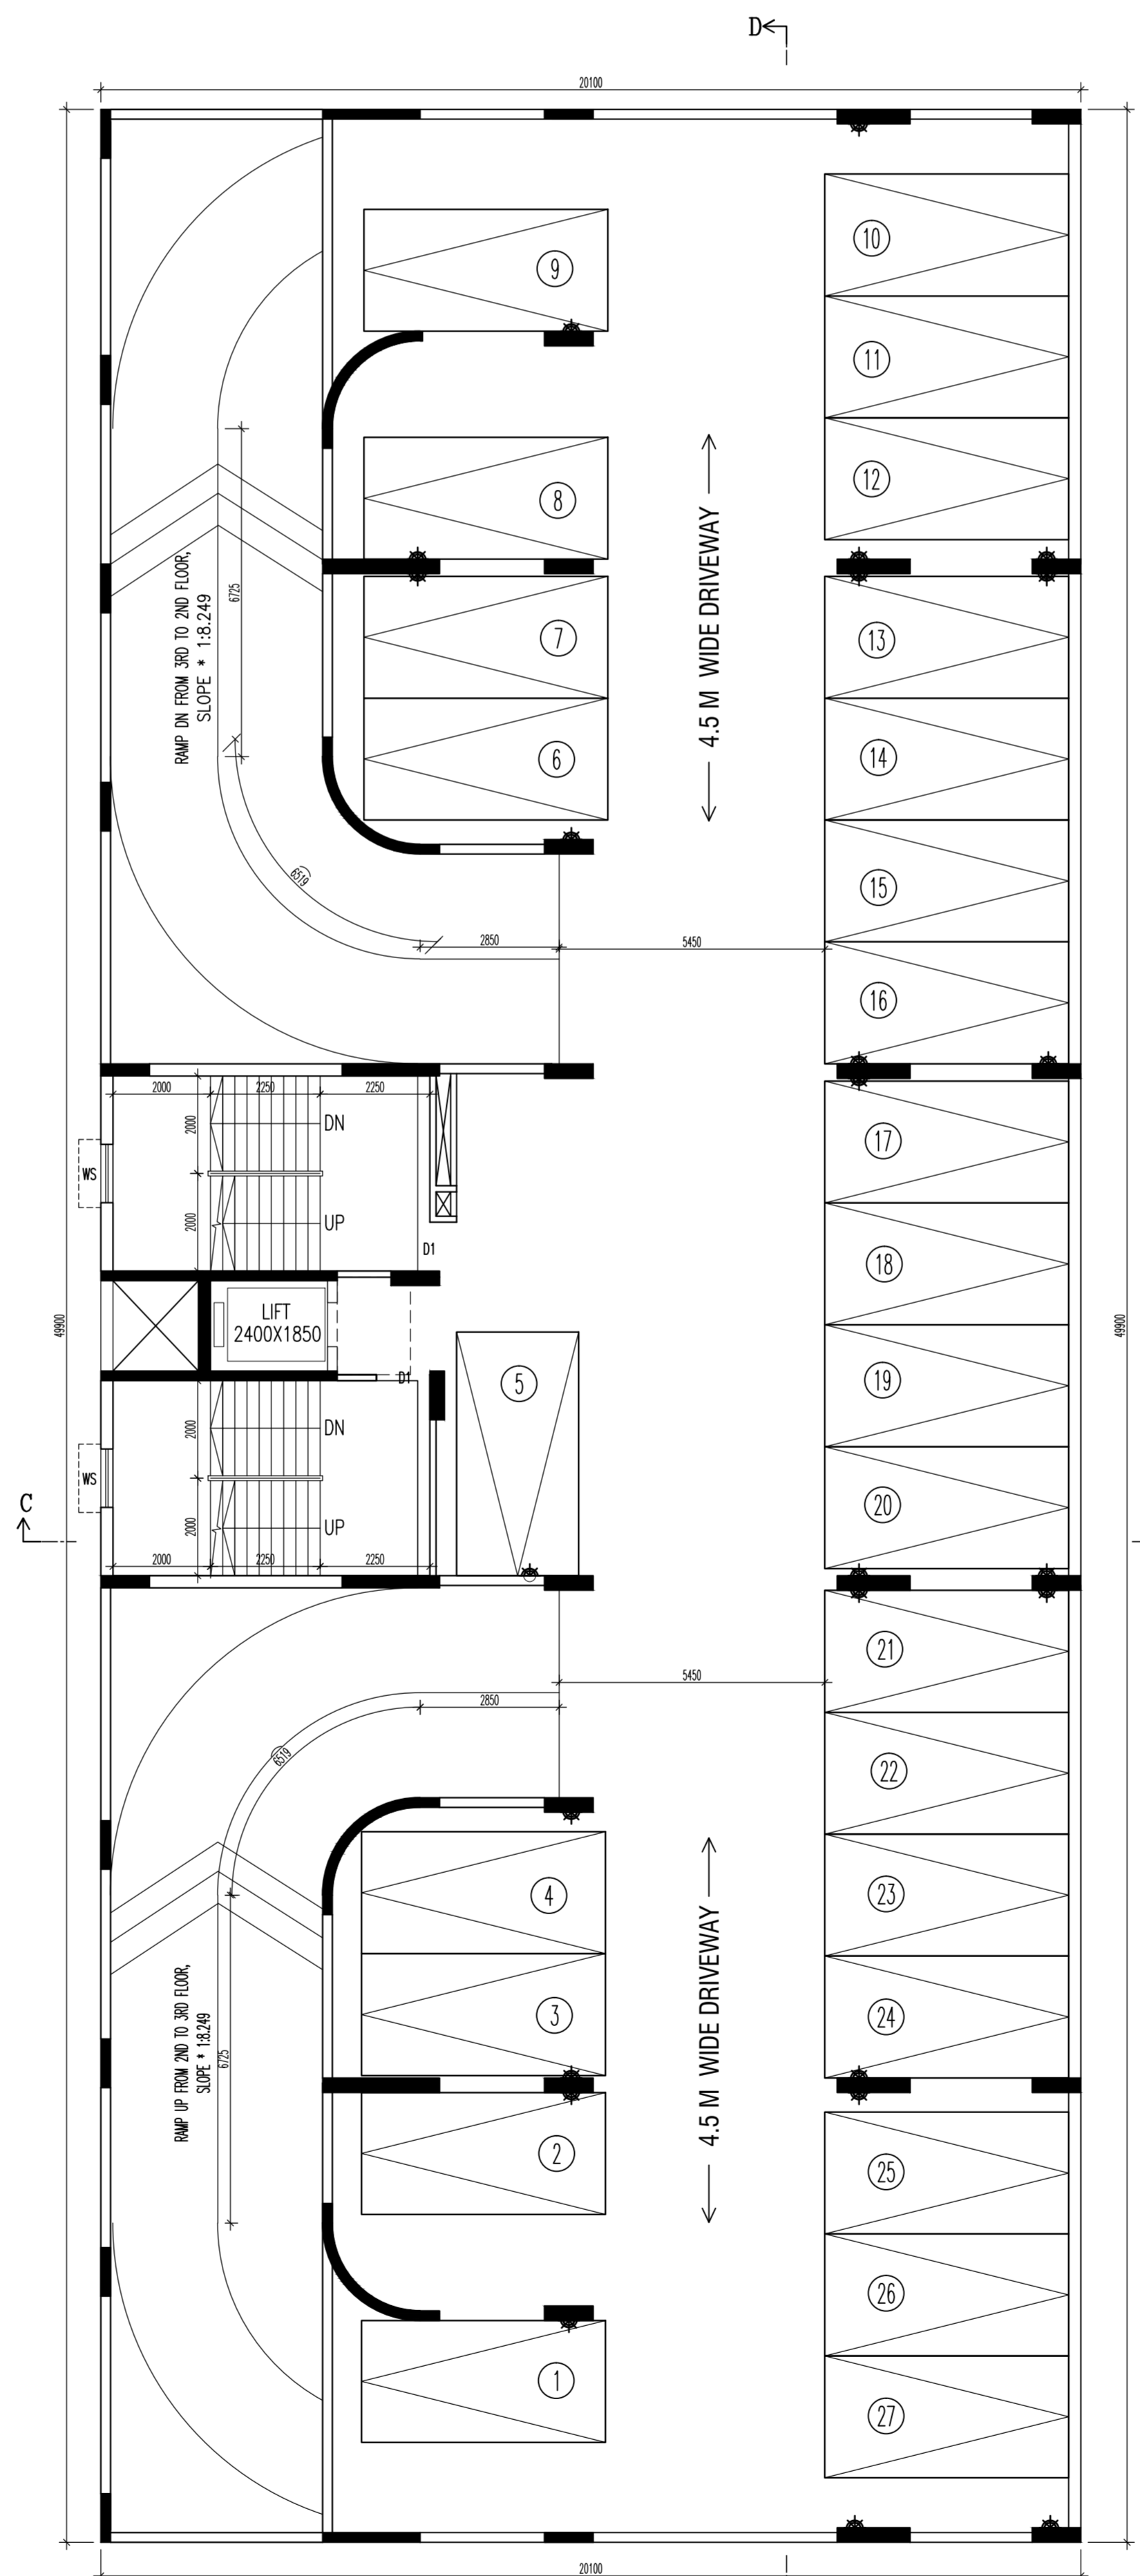 D
20100
10
9
11
12
8
RAMP DN FROM 3RD TO 2ND FLOOR,
SLOPE * 1:8.249
6725
4.5 M WIDE DRIVEWAY
7
13
6
14
6519
15
2850
5450
16
2000
2250
2250
2000
DN
WS
17
2000
UP
D1
18
49900
49900
LIFT
2400X1850
D1
5
19
2000
DN
WS
20
C
2000
UP
2000
2250
2250
21
5450
2850
6519
22
4
23
RAMP UP FROM 2ND TO 3RD FLOOR,
SLOPE * 1:8.249
6725
4.5 M WIDE DRIVEWAY
3
24
2
25
26
1
27
20100